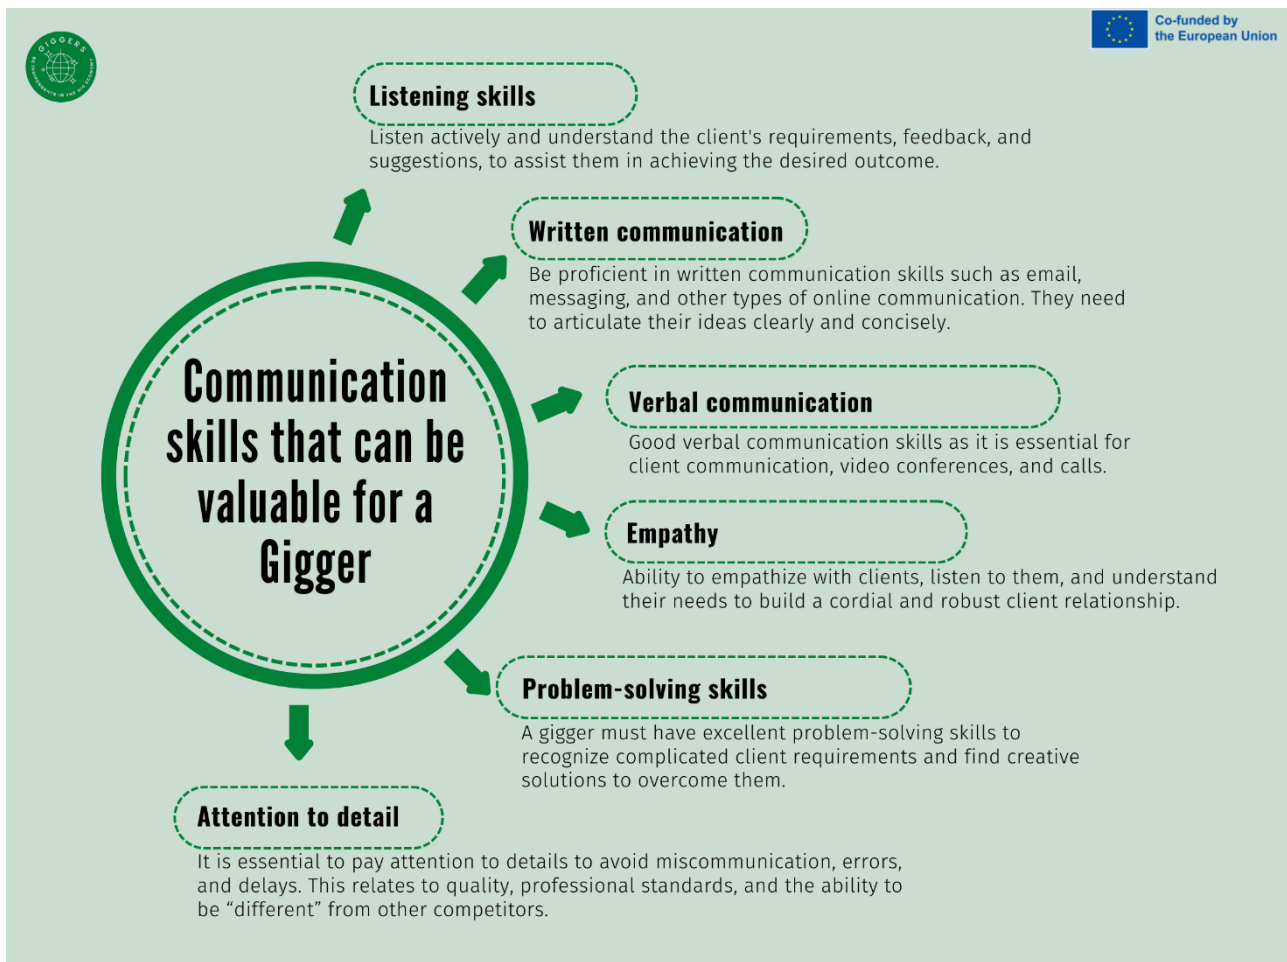 GIGGERS
BE INDEPENDENTS IN THE GIG ECONOMY
Co-funded by
the European Union
Listening skills
Listen actively and understand the client's requirements, feedback, and
suggestions, to assist them in achieving the desired outcome.
Written communication
Be proficient in written communication skills such as email,
messaging, and other types of online communication. They need
to articulate their ideas clearly and concisely.
Communication
skills that can be
valuable for a
Gigger
Verbal communication
Good verbal communication skills as it is essential for
client communication, video conferences, and calls.
Empathy
Ability to empathize with clients, listen to them, and understand
their needs to build a cordial and robust client relationship.
Problem-solving skills
A gigger must have excellent problem-solving skills to
recognize complicated client requirements and find creative
solutions to overcome them.
Attention to detail
It is essential to pay attention to details to avoid miscommunication, errors,
and delays. This relates to quality, professional standards, and the ability to
be “different” from other competitors.